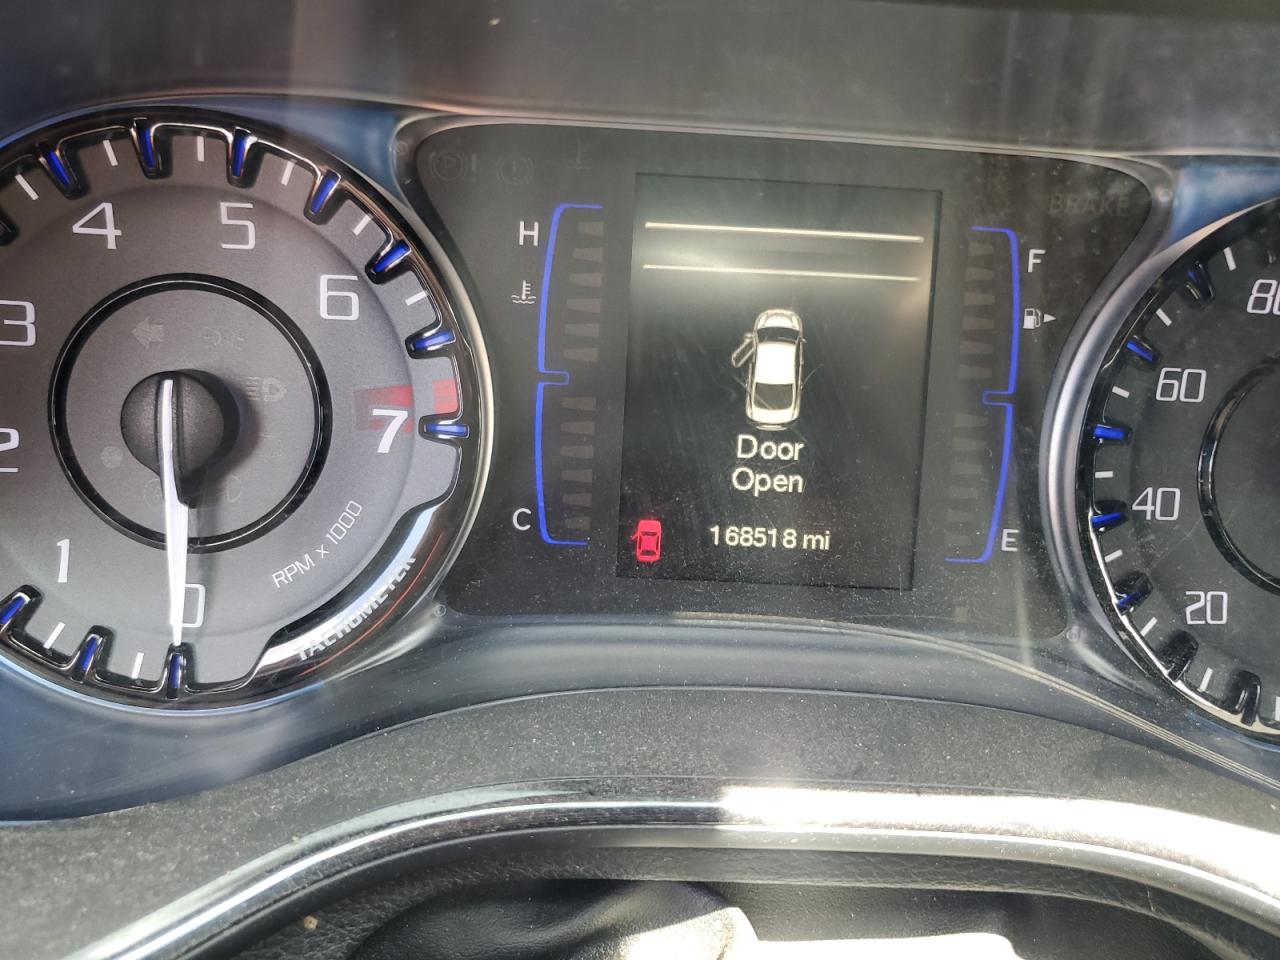 4
5
6
7
3
2
1
0
RPM x 1000
TACHOMETER
H
C
Door
Open
168518 mi
F
E
BRAKE
80
60
40
20